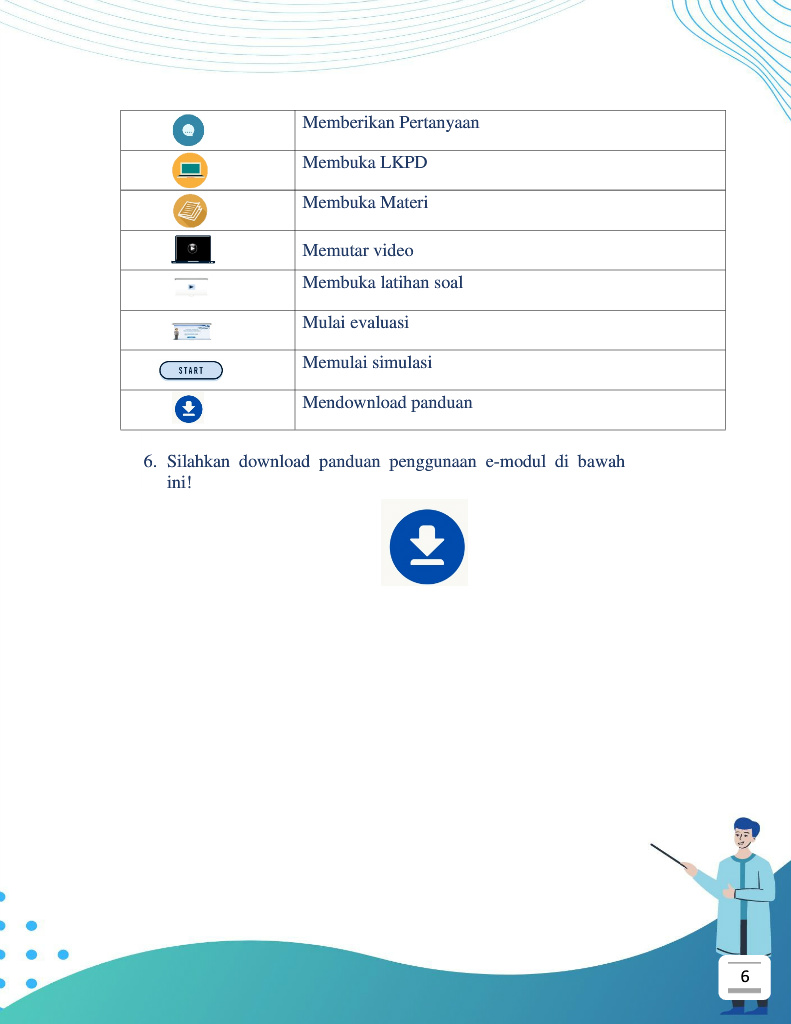 Memberikan Pertanyaan
Membuka LKPD
Membuka Materi
Memutar video
Membuka latihan soal
Mulai evaluasi
START
Memulai simulasi
Mendownload panduan
6. Silahkan download panduan penggunaan e-modul di bawah
ini!
6